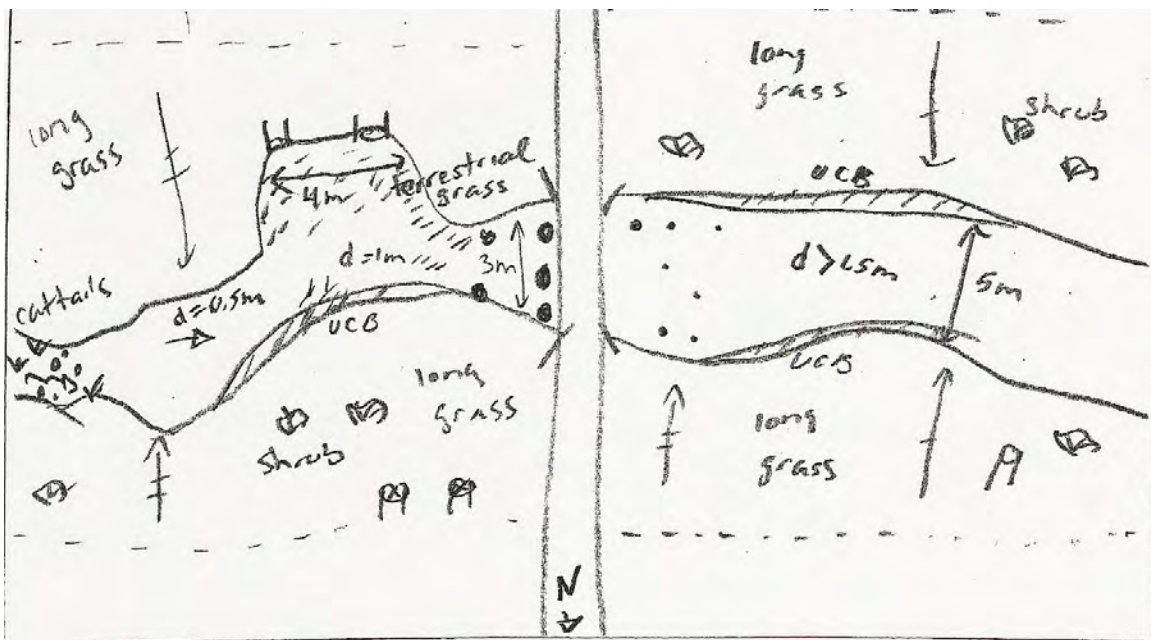 long
grass
4m
terrestrial
grass
cattails
d=0.5m
d=1m
3m
UCB
long
grass
shrub
long
grass
shrub
UCB
d>1.5m
5m
UCB
long
grass
N